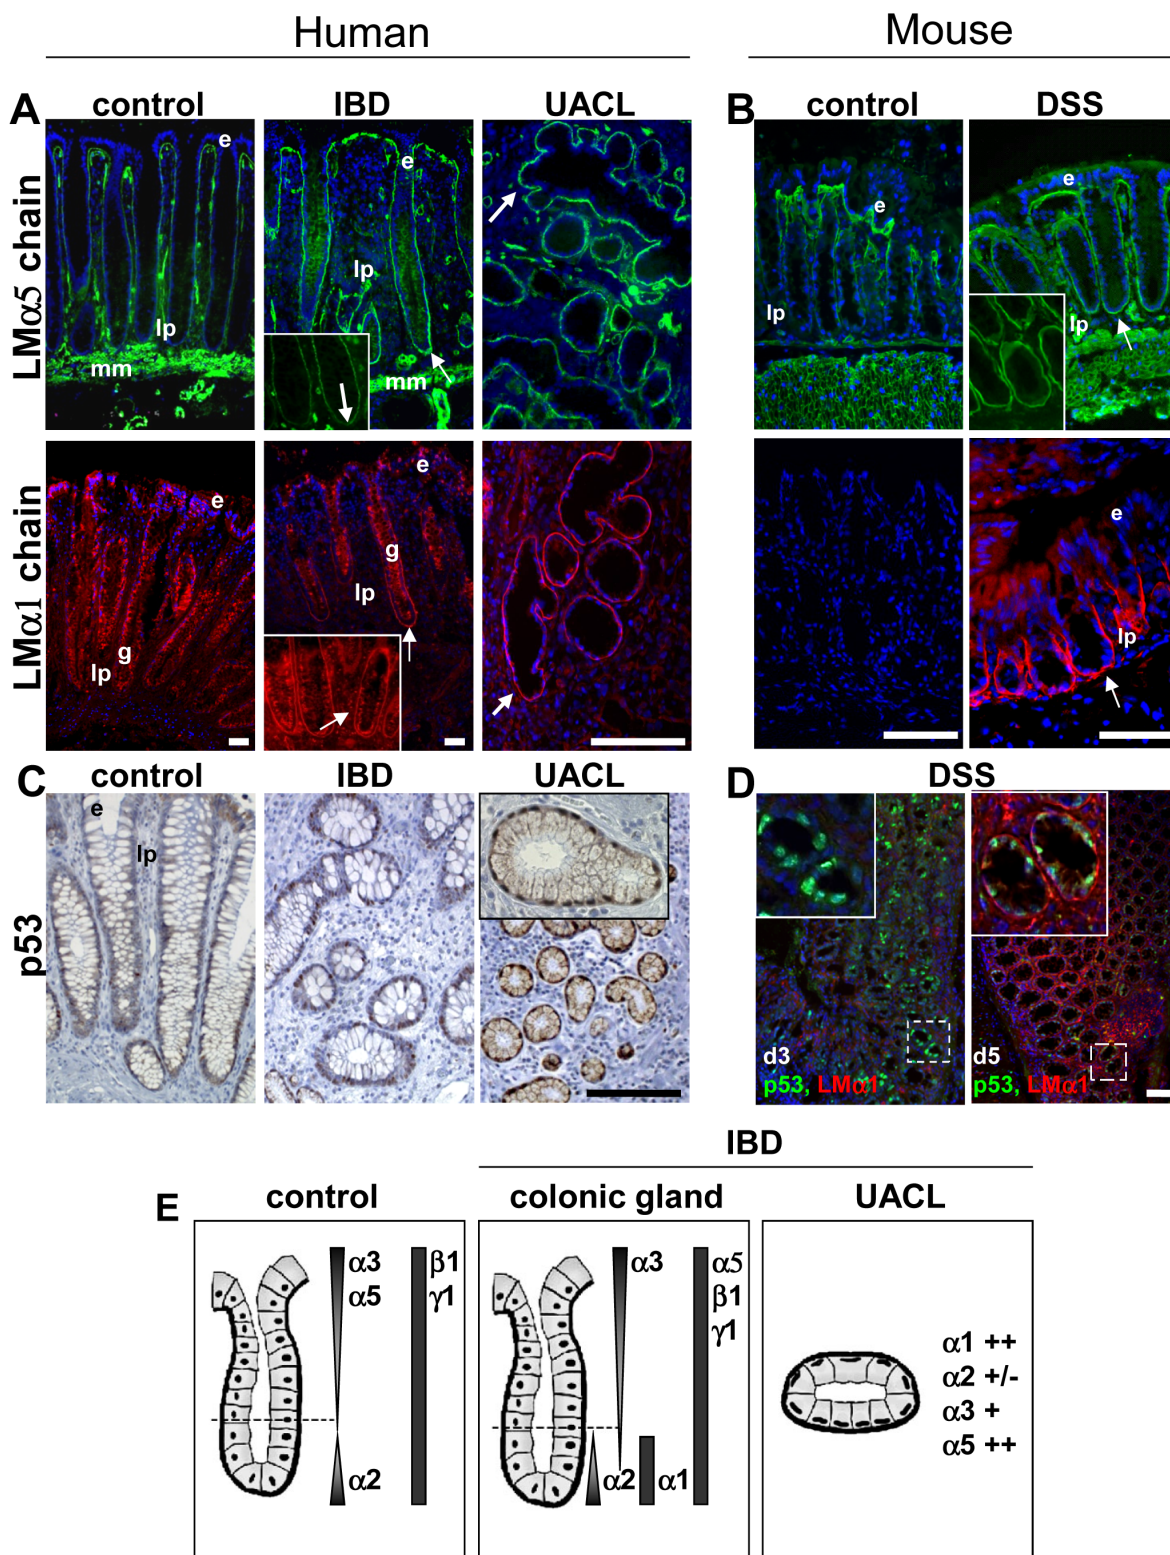 Human
Mouse
A
control
IBD
UACL
B
control
DSS
LMα5 chain
e
lp
mm
e
lp
mm
e
lp
e
lp
LMα1 chain
e
g
lp
e
g
lp
e
lp
C
control
IBD
UACL
D
DSS
p53
e
lp
d3
p53, LMα1
d5
p53, LMα1
IBD
E
control
colonic gland
UACL
α3
α5
β1
γ1
α2
α3
α5
β1
γ1
α2
α1
α1 ++
α2 +/-
α3 +
α5 ++